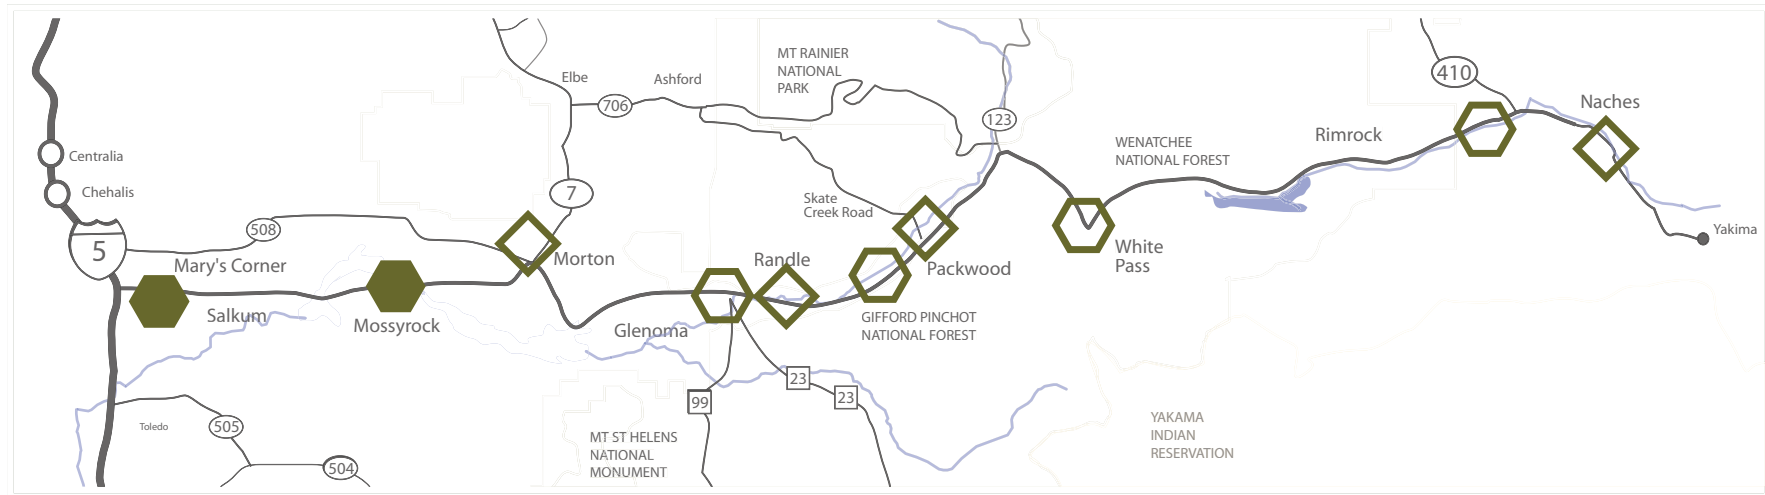 MT RAINIER
NATIONAL
PARK
Elbe
Ashford
706
410
Naches
123
Rimrock
WENATCHEE
NATIONAL FOREST
Centralia
Chehalis
7
Skate
Creek Road
508
5
Mary's Corner
Morton
Randle
Packwood
White
Pass
Yakima
Salkum
Mossyrock
Glenoma
GIFFORD PINCHOT
NATIONAL FOREST
23
23
99
Toledo
505
504
MT ST HELENS
NATIONAL
MONUMENT
YAKAMA
INDIAN
RESERVATION